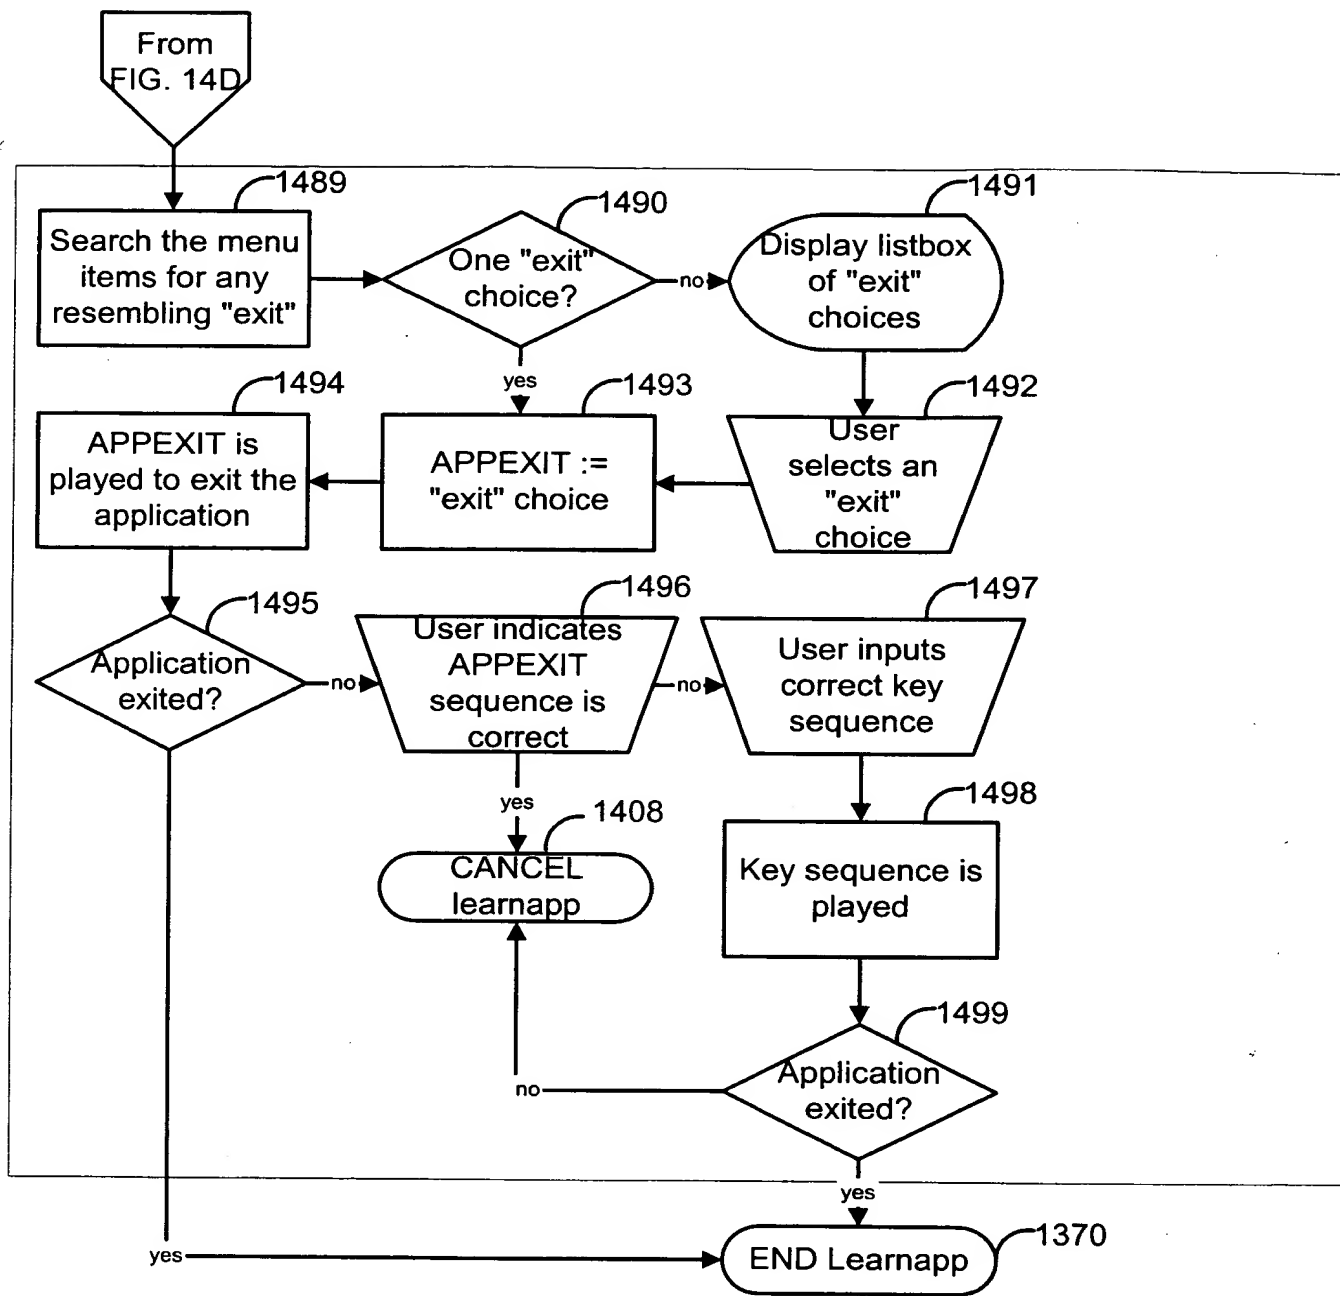 From
FIG. 14D
1489
Search the menu
items for any
resembling "exit"
1490
One "exit"
choice?
no
yes
1491
Display listbox
of "exit"
choices
1492
User
selects an
"exit"
choice
1493
APPEXIT :=
"exit" choice
1494
APPEXIT is
played to exit the
application
1495
Application
exited?
no
yes
1496
User indicates
APPEXIT
sequence is
correct
no
yes
1497
User inputs
correct key
sequence
1408
CANCEL
learnapp
1498
Key sequence is
played
1499
Application
exited?
no
yes
1370
END Learnapp